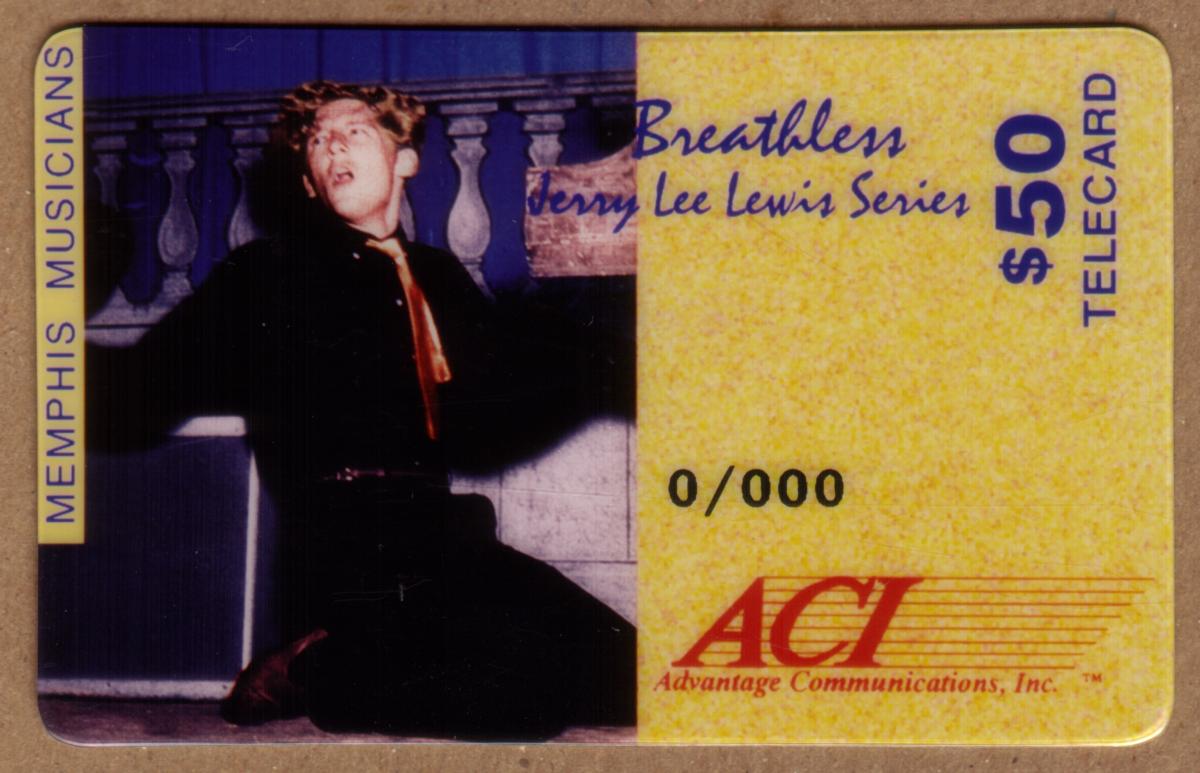 MEMPHIS MUSICIANS
Breathless
Jerry Lee Lewis Series
$50
TELECARD
0/000
ACI
Advantage Communications, Inc. ™